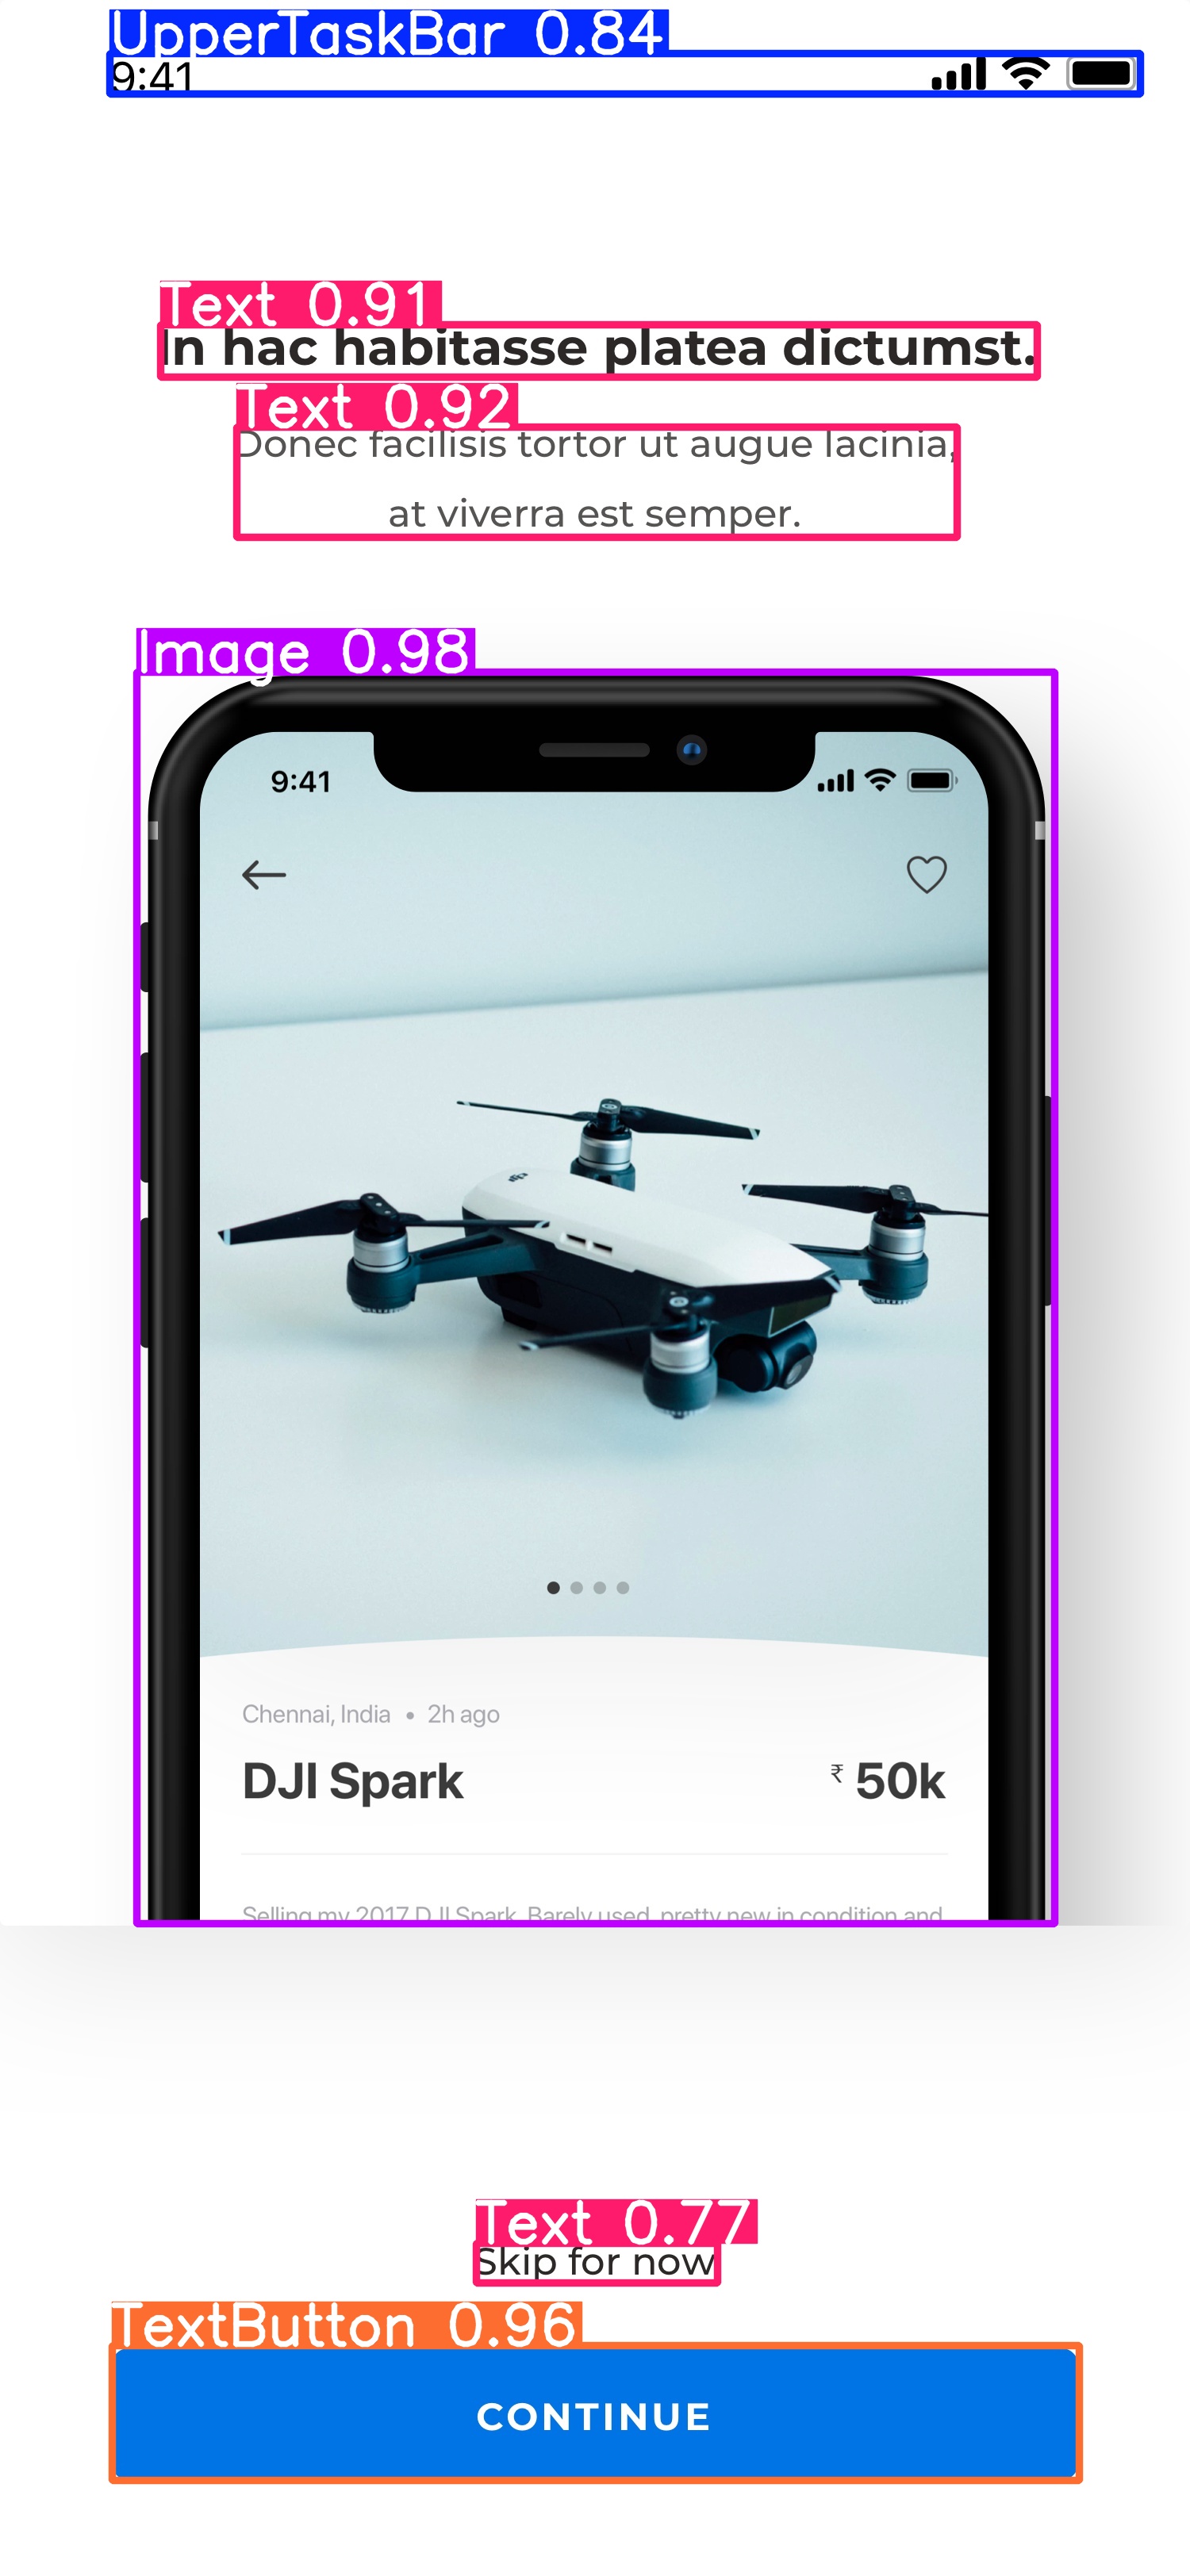 UpperTaskBar 0.84
9:41
Text 0.91
In hac habitasse platea dictumst.
Text 0.92
Donec facilisis tortor ut augue lacinia,
at viverra est semper.
Image 0.98
9:41
Chennai, India • 2h ago
DJI Spark ₹ 50k
Selling my 2017 DJI Spark. Barely used, pretty new in condition and
Text 0.77
Skip for now
TextButton 0.96
CONTINUE